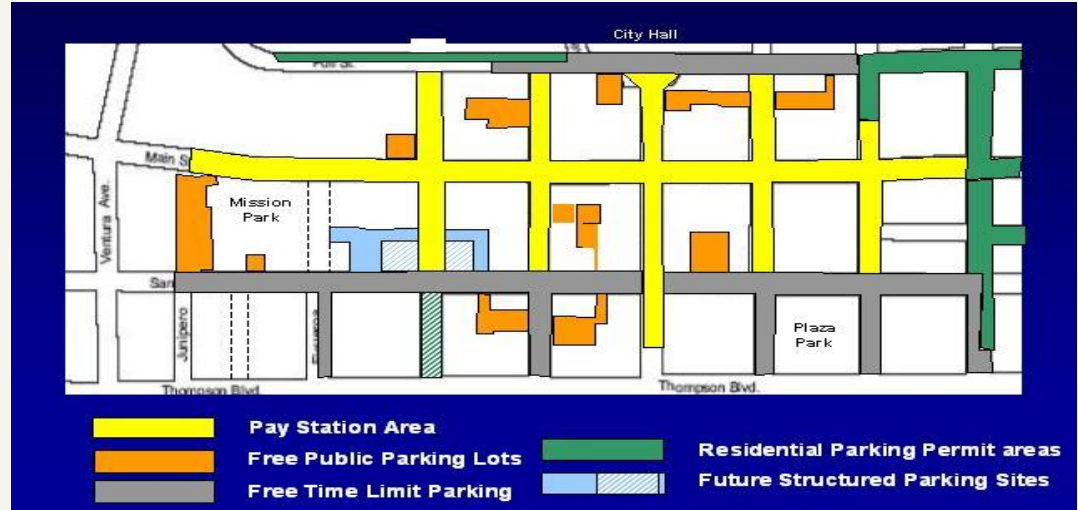 City Hall
Main S
Mission
Park
Ventura Ave.
San
Junipero
Plaza
Park
Thompson Blvd.
Thompson Blvd.
Pay Station Area
Free Public Parking Lots
Free Time Limit Parking
Residential Parking Permit areas
Future Structured Parking Sites